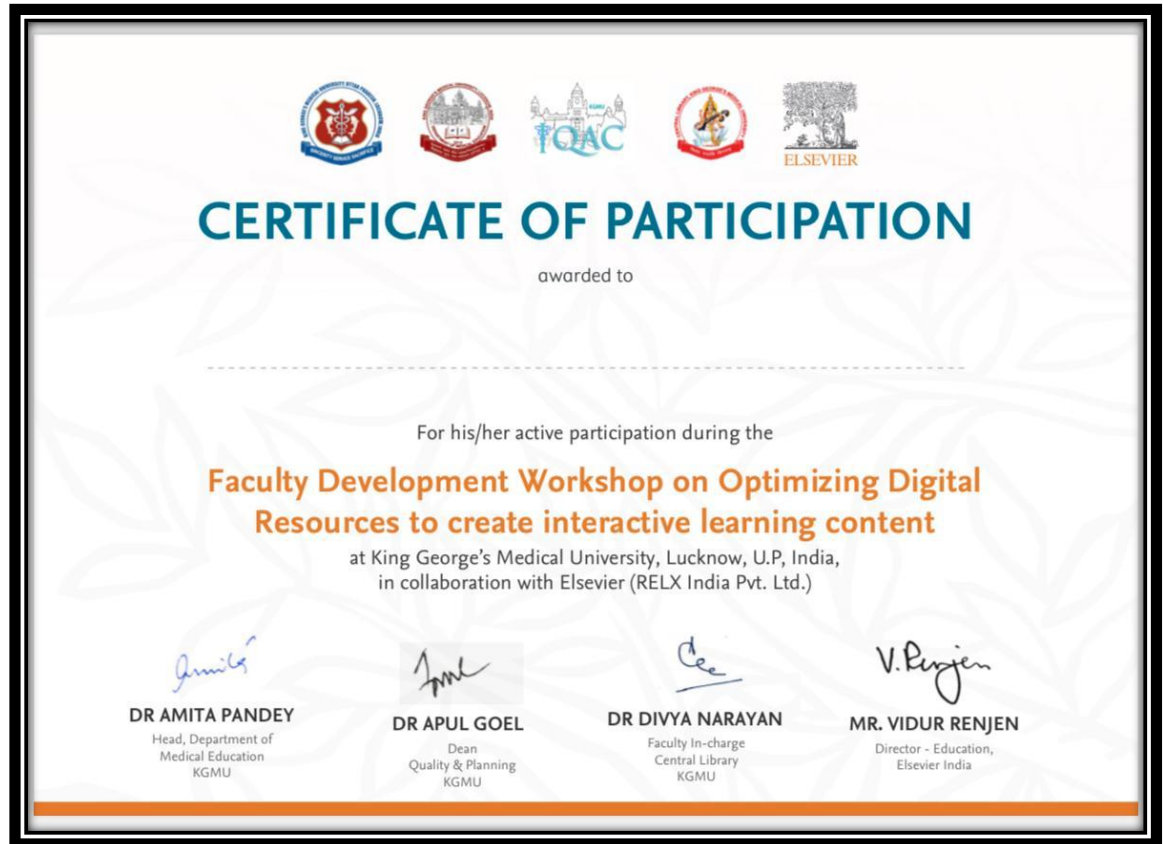 KGMU
IQAC
ELSEVIER
CERTIFICATE OF PARTICIPATION
awarded to
For his/her active participation during the
Faculty Development Workshop on Optimizing Digital
Resources to create interactive learning content
at King George's Medical University, Lucknow, U.P, India,
in collaboration with Elsevier (RELX India Pvt. Ltd.)
V. Renjen
DR AMITA PANDEY
Head, Department of
Medical Education
KGMU
DR APUL GOEL
Dean
Quality & Planning
KGMU
DR DIVYA NARAYAN
Faculty In-charge
Central Library
KGMU
MR. VIDUR RENJEN
Director - Education,
Elsevier India